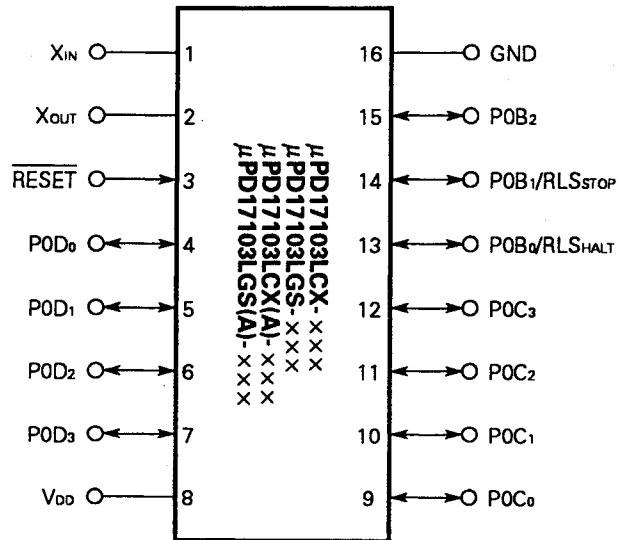 XIN 1 16 GND
XOUT 2 15 P0B2
RESET 3 14 P0B1/RLSSTOP
P0D0 4 13 P0B0/RLSHALT
P0D1 5 12 P0C3
P0D2 6 11 P0C2
P0D3 7 10 P0C1
VDD 8 9 P0C0
μPD17103LCX-×××
μPD17103LGS-×××
μPD17103LCX(A)-×××
μPD17103LGS(A)-×××